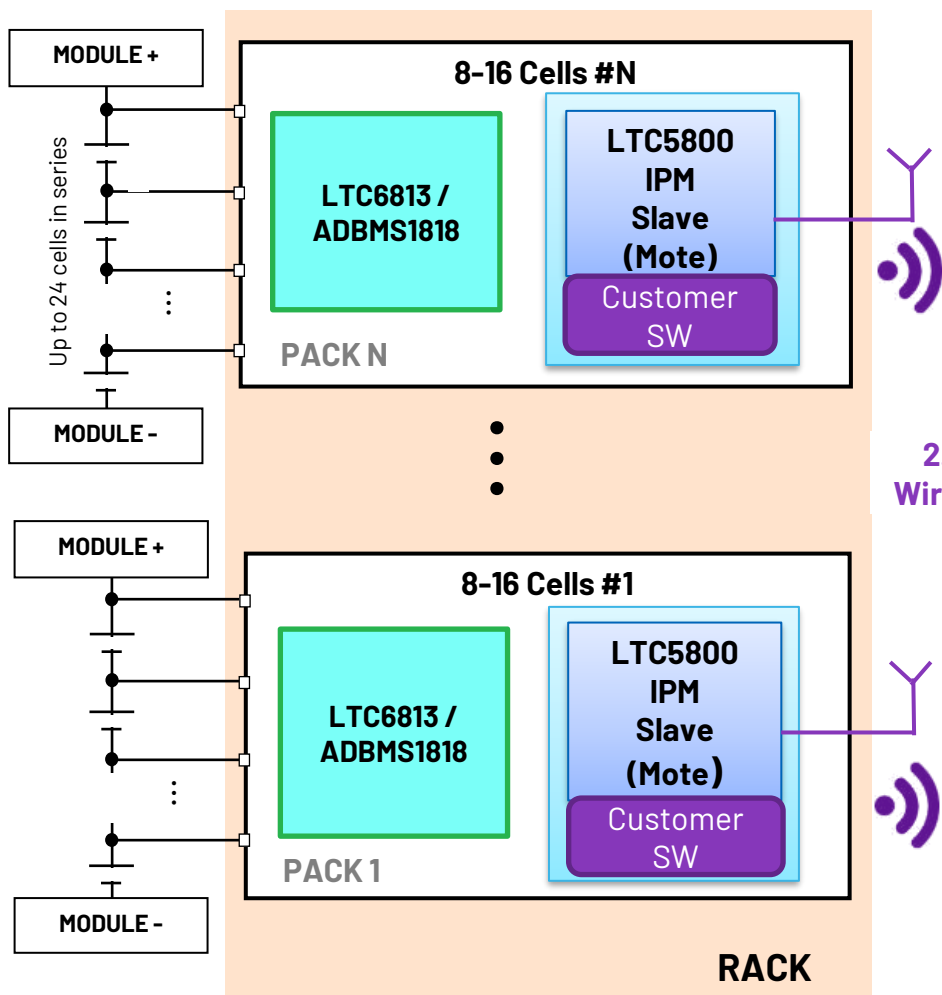 MODULE +
8-16 Cells #N
Up to 24 cells in series
LTC6813 /
ADBMS1818
LTC5800
IPM
Slave
(Mote)
Customer
SW
PACK N
MODULE -
2
Wir
MODULE +
8-16 Cells #1
LTC6813 /
ADBMS1818
LTC5800
IPM
Slave
(Mote)
Customer
SW
PACK 1
MODULE -
RACK